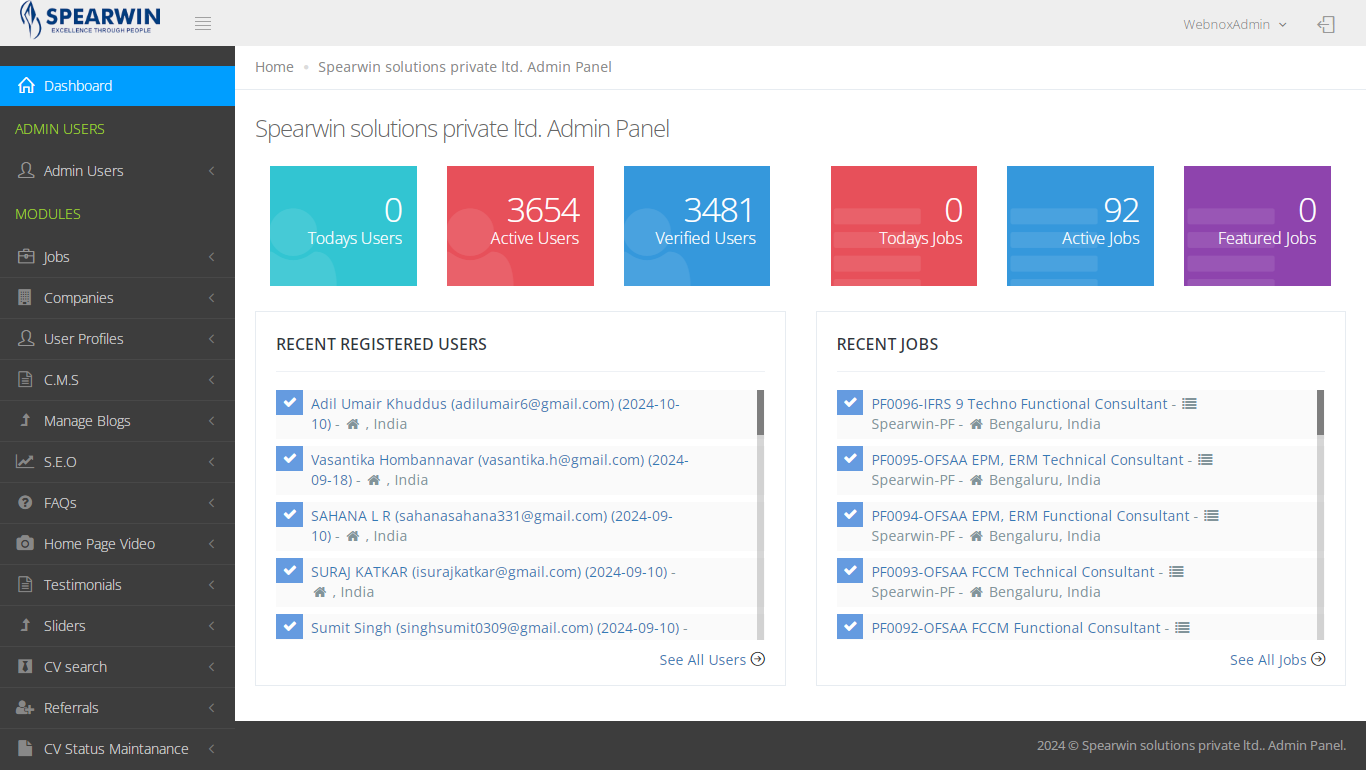 SPEARWIN
EXCELLENCE THROUGH PEOPLE
WebnoxAdmin
Dashboard
ADMIN USERS
Admin Users
MODULES
Jobs
Companies
User Profiles
C.M.S
Manage Blogs
S.E.O
FAQs
Home Page Video
Testimonials
Sliders
CV search
Referrals
CV Status Maintanance
Home • Spearwin solutions private ltd. Admin Panel
Spearwin solutions private ltd. Admin Panel
0
Todays Users
3654
Active Users
3481
Verified Users
0
Todays Jobs
92
Active Jobs
0
Featured Jobs
RECENT REGISTERED USERS
Adil Umair Khuddus (adilumair6@gmail.com) (2024-10-
10) - , India
Vasantika Hombannavar (vasantika.h@gmail.com) (2024-
09-18) - , India
SAHANA L R (sahanasahana331@gmail.com) (2024-09-
10) - , India
SURAJ KATKAR (isurajkatkar@gmail.com) (2024-09-10) -
, India
Sumit Singh (singhsumit0309@gmail.com) (2024-09-10) -
See All Users
RECENT JOBS
PF0096-IFRS 9 Techno Functional Consultant -
Spearwin-PF - Bengaluru, India
PF0095-OFSAA EPM, ERM Technical Consultant -
Spearwin-PF - Bengaluru, India
PF0094-OFSAA EPM, ERM Functional Consultant -
Spearwin-PF - Bengaluru, India
PF0093-OFSAA FCCM Technical Consultant -
Spearwin-PF - Bengaluru, India
PF0092-OFSAA FCCM Functional Consultant -
See All Jobs
2024 © Spearwin solutions private ltd.. Admin Panel.